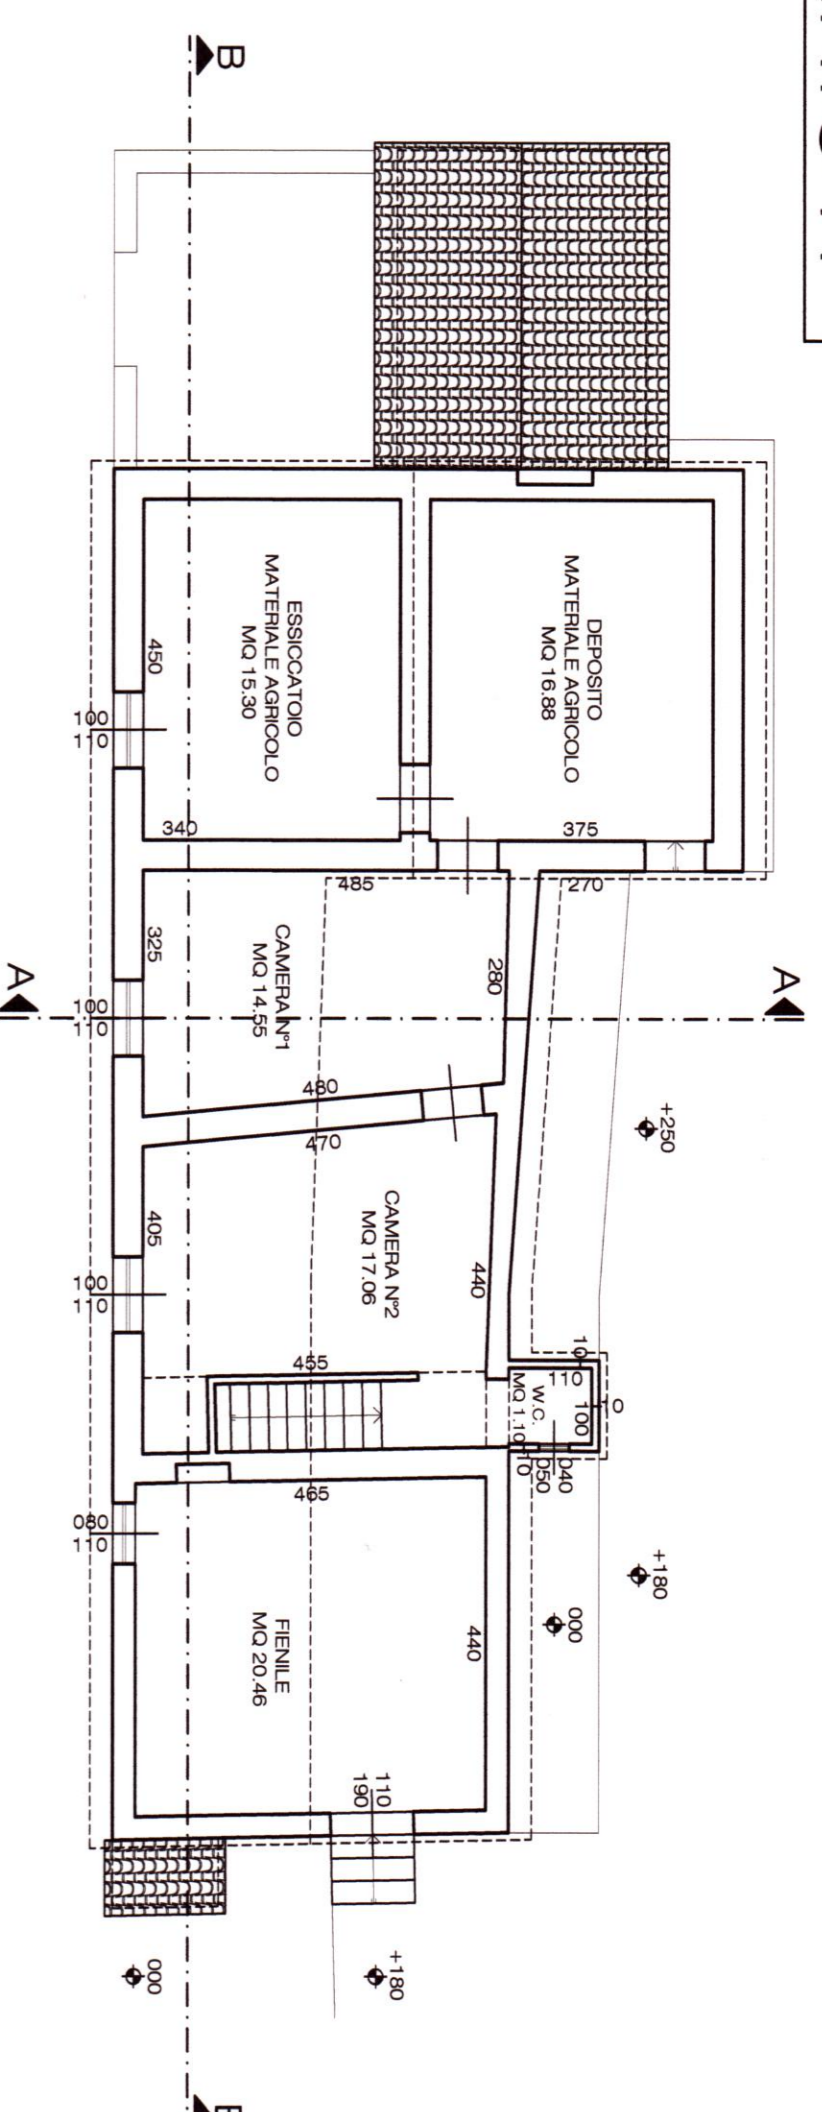 B
DEPOSITO
MATERIALE AGRICOLO
MQ 16.88
ESSICCATOIO
MATERIALE AGRICOLO
MQ 15.30
450
100
110
340
375
485
270
CAMERA N°1
MQ 14.55
325
280
A
A
100
110
480
470
+250
CAMERA N°2
MQ 17.06
405
440
100
110
455
10
110
W.C.
MQ 1.10
100
10
10
050
040
465
080
110
+180
000
FIENILE
MQ 20.46
440
110
190
000
+180